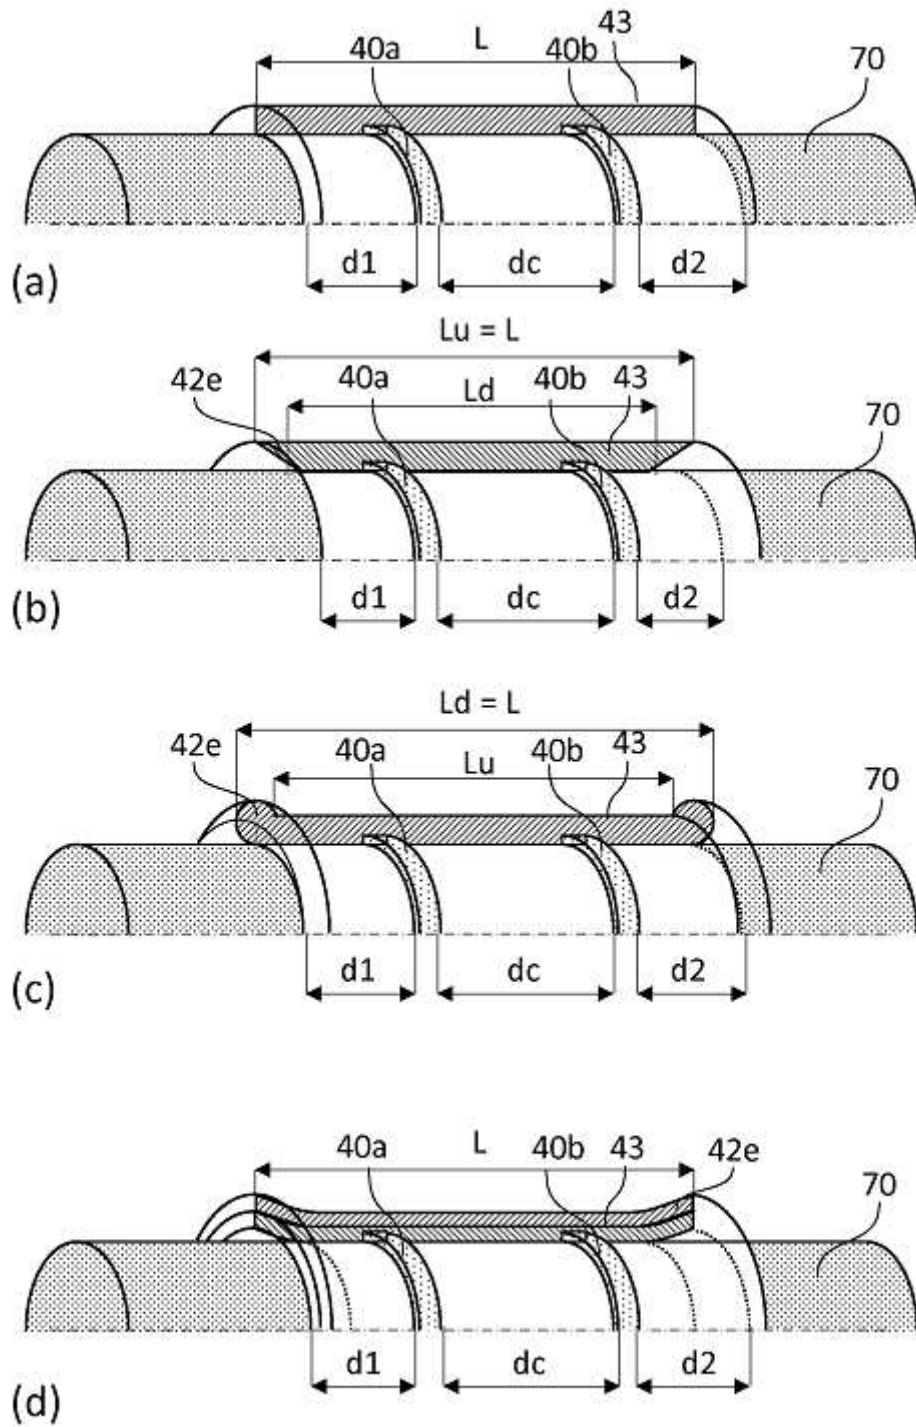 L 43
40a 40b 70
d1 dc d2
(a)
Lu = L
42e 40a Ld 40b 43 70
d1 dc d2
(b)
Ld = L
42e 40a Lu 40b 43 70
d1 dc d2
(c)
40a L 40b 43 42e 70
d1 dc d2
(d)